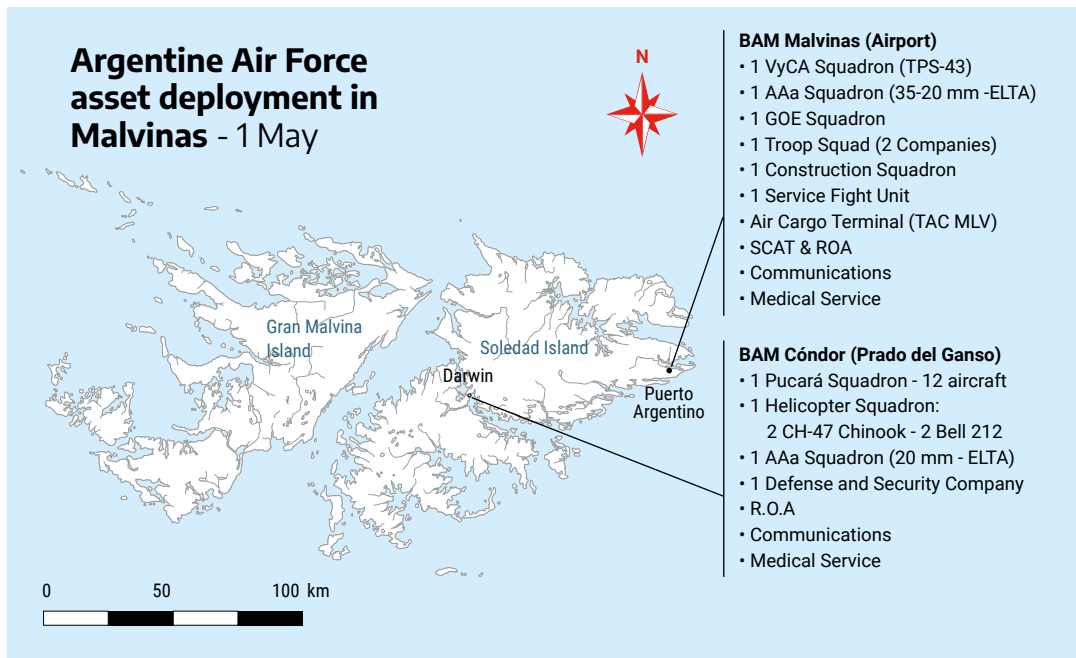 Argentine Air Force
asset deployment in
Malvinas - 1 May
N
BAM Malvinas (Airport)
• 1 VyCA Squadron (TPS-43)
• 1 AAa Squadron (35-20 mm -ELTA)
• 1 GOE Squadron
• 1 Troop Squad (2 Companies)
• 1 Construction Squadron
• 1 Service Fight Unit
• Air Cargo Terminal (TAC MLV)
• SCAT & ROA
• Communications
• Medical Service
Gran Malvina
Island
Soledad Island
Darwin
Puerto
Argentino
BAM Cóndor (Prado del Ganso)
• 1 Pucará Squadron - 12 aircraft
• 1 Helicopter Squadron:
2 CH-47 Chinook - 2 Bell 212
• 1 AAa Squadron (20 mm - ELTA)
• 1 Defense and Security Company
• R.O.A
• Communications
• Medical Service
0 50 100 km